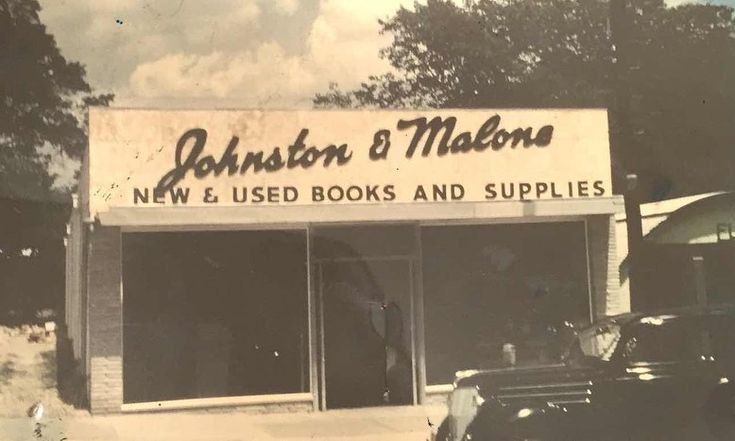 Johnston & Malone
NEW & USED BOOKS AND SUPPLIES